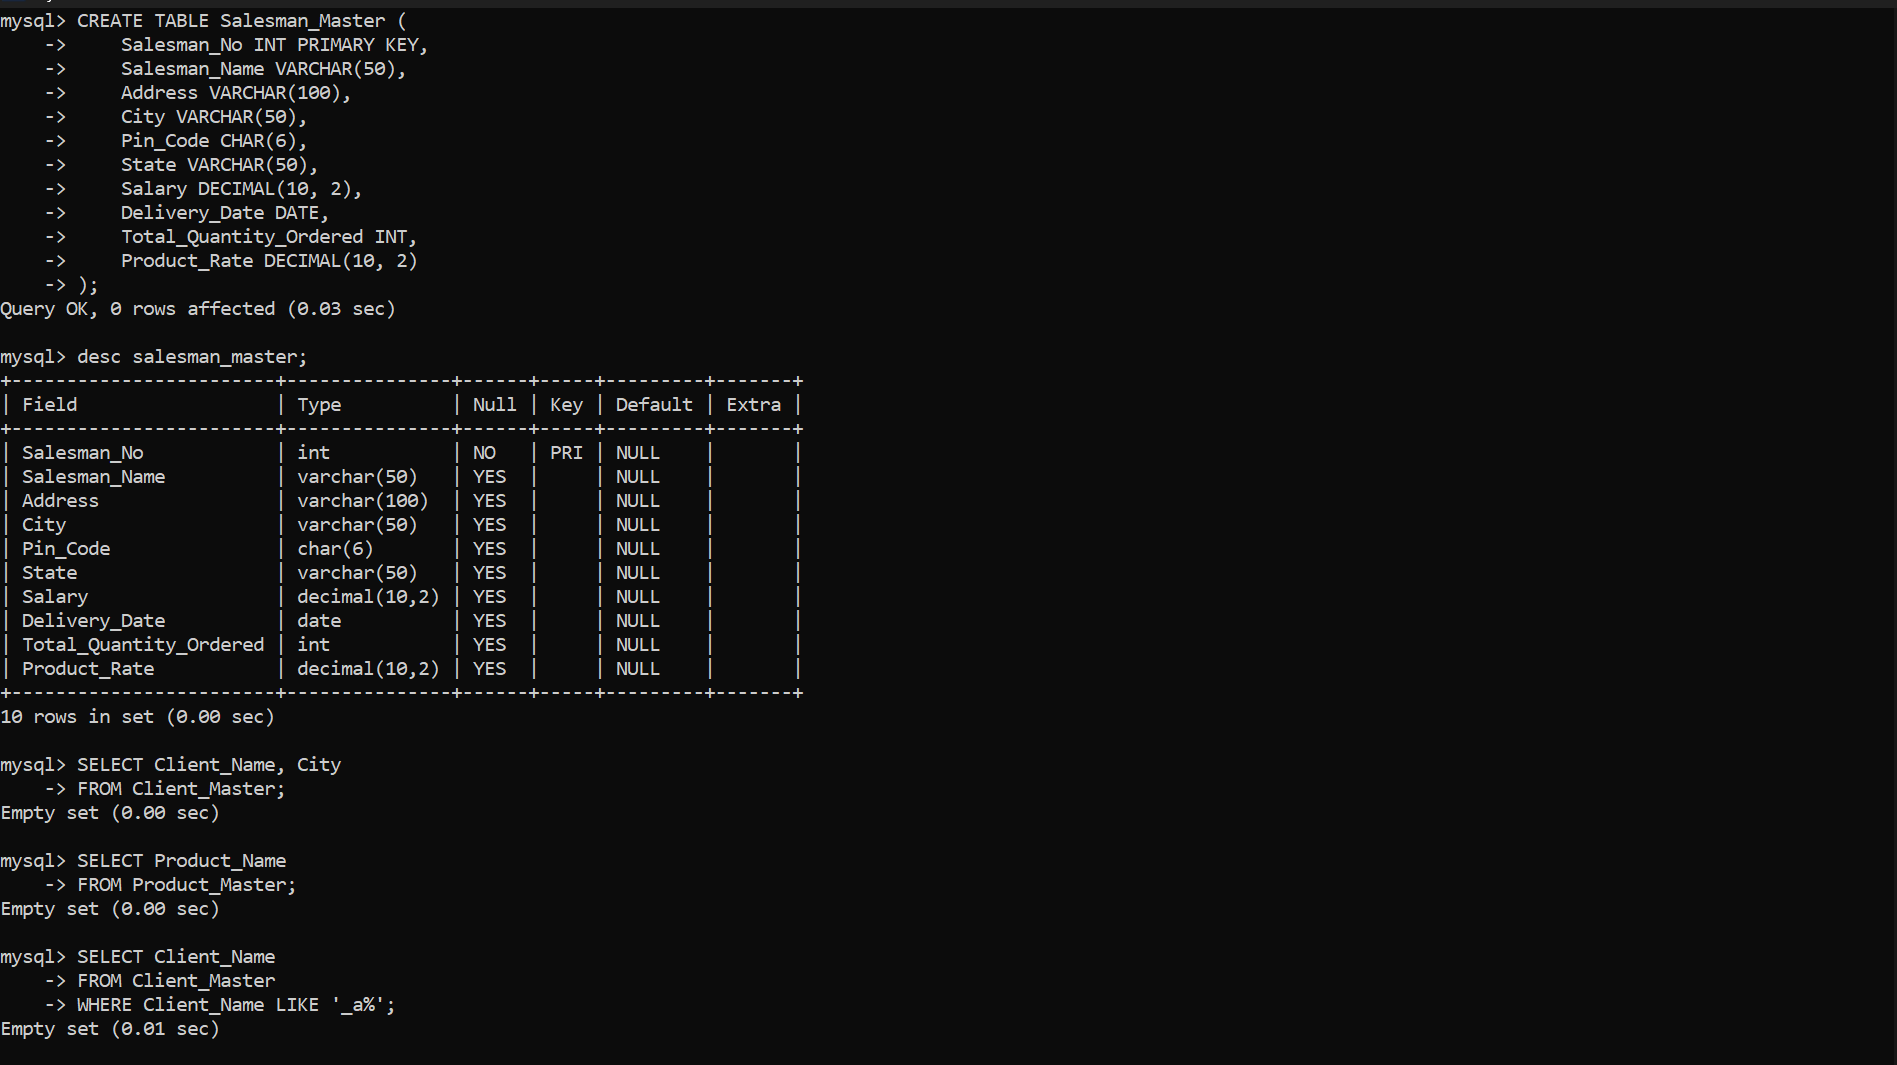 mysql> CREATE TABLE Salesman_Master (
    ->     Salesman_No INT PRIMARY KEY,
    ->     Salesman_Name VARCHAR(50),
    ->     Address VARCHAR(100),
    ->     City VARCHAR(50),
    ->     Pin_Code CHAR(6),
    ->     State VARCHAR(50),
    ->     Salary DECIMAL(10, 2),
    ->     Delivery_Date DATE,
    ->     Total_Quantity_Ordered INT,
    ->     Product_Rate DECIMAL(10, 2)
    -> );
Query OK, 0 rows affected (0.03 sec)

mysql> desc salesman_master;
+------------------------+---------------+------+-----+---------+-------+
| Field                  | Type          | Null | Key | Default | Extra |
+------------------------+---------------+------+-----+---------+-------+
| Salesman_No            | int           | NO   | PRI | NULL    |       |
| Salesman_Name          | varchar(50)   | YES  |     | NULL    |       |
| Address                | varchar(100)  | YES  |     | NULL    |       |
| City                   | varchar(50)   | YES  |     | NULL    |       |
| Pin_Code               | char(6)       | YES  |     | NULL    |       |
| State                  | varchar(50)   | YES  |     | NULL    |       |
| Salary                 | decimal(10,2) | YES  |     | NULL    |       |
| Delivery_Date          | date          | YES  |     | NULL    |       |
| Total_Quantity_Ordered | int           | YES  |     | NULL    |       |
| Product_Rate           | decimal(10,2) | YES  |     | NULL    |       |
+------------------------+---------------+------+-----+---------+-------+
10 rows in set (0.00 sec)

mysql> SELECT Client_Name, City
    -> FROM Client_Master;
Empty set (0.00 sec)

mysql> SELECT Product_Name
    -> FROM Product_Master;
Empty set (0.00 sec)

mysql> SELECT Client_Name
    -> FROM Client_Master
    -> WHERE Client_Name LIKE '_a%';
Empty set (0.01 sec)